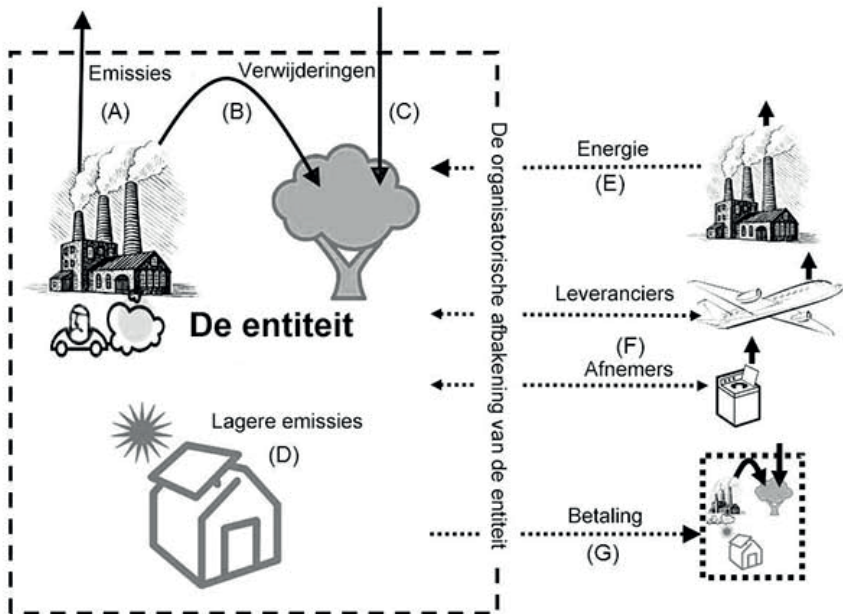 Emissies
Verwijderingen
(A)
(B)
(C)
De entiteit
Lagere emissies
(D)
De organisatorische afbakening van de entiteit
Energie
(E)
Leveranciers
(F)
Afnemers
Betaling
(G)